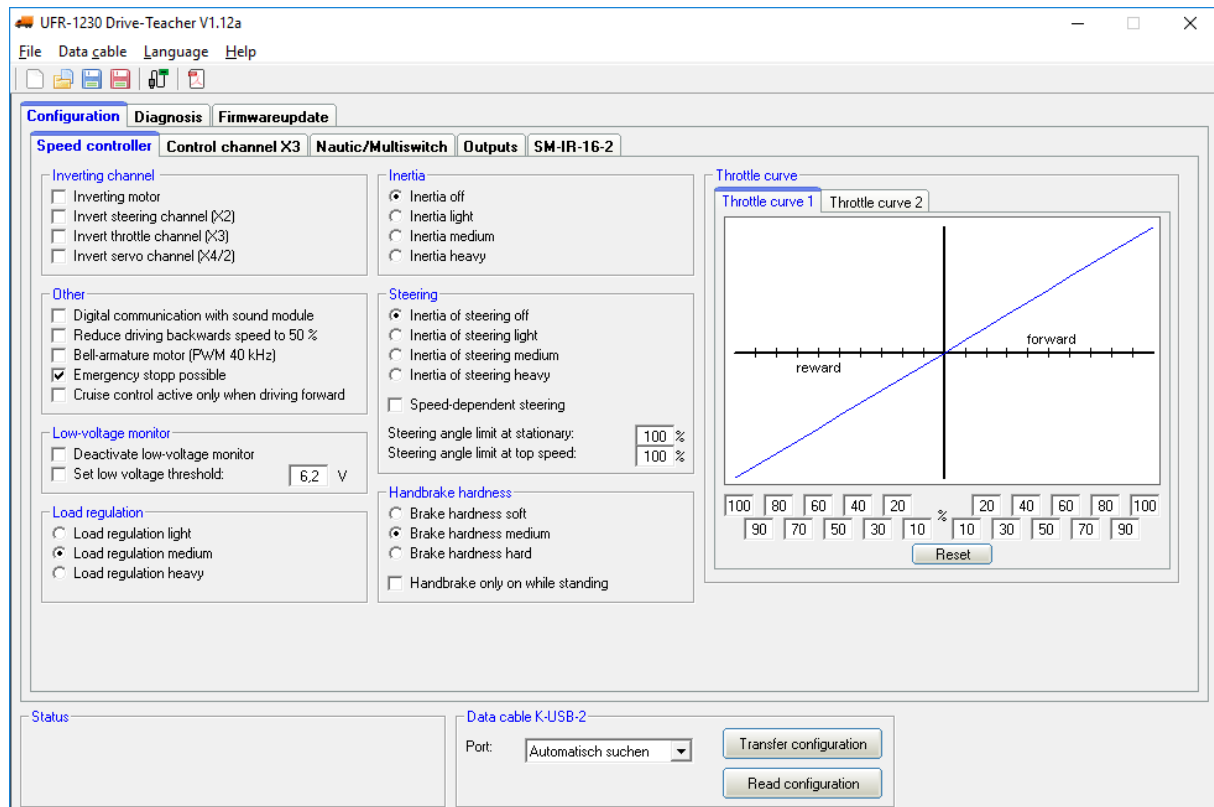 UFR-1230 Drive-Teacher V1.12a
File Data cable Language Help
Configuration Diagnosis Firmwareupdate
Speed controller Control channel X3 Nautic/Multiswitch Outputs SM-IR-16-2
Inverting channel
Inverting motor
Invert steering channel (X2)
Invert throttle channel (X3)
Invert servo channel (X4/2)
Other
Digital communication with sound module
Reduce driving backwards speed to 50 %
Bell-armature motor (PWM 40 kHz)
Emergency stopp possible
Cruise control active only when driving forward
Low-voltage monitor
Deactivate low-voltage monitor
Set low voltage threshold: 6,2 V
Load regulation
Load regulation light
Load regulation medium
Load regulation heavy
Inertia
Inertia off
Inertia light
Inertia medium
Inertia heavy
Steering
Inertia of steering off
Inertia of steering light
Inertia of steering medium
Inertia of steering heavy
Speed-dependent steering
Steering angle limit at stationary: 100 %
Steering angle limit at top speed: 100 %
Handbrake hardness
Brake hardness soft
Brake hardness medium
Brake hardness hard
Handbrake only on while standing
Throttle curve
Throttle curve 1 Throttle curve 2
forward
reward
100 80 60 40 20 % 20 40 60 80 100
90 70 50 30 10 10 30 50 70 90
Reset
Status
Data cable K-USB-2
Port: Automatisch suchen
Transfer configuration
Read configuration